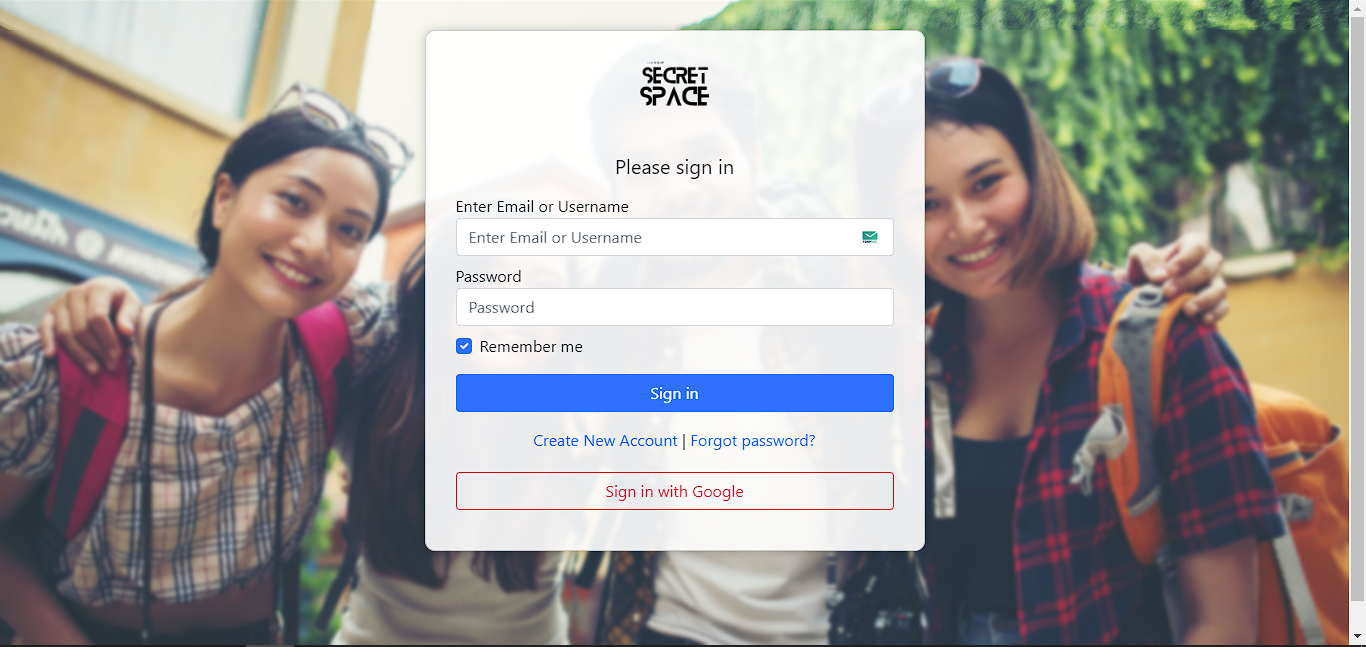 SECRET
SPACE
Please sign in
Enter Email or Username
Enter Email or Username
Password
Password
Remember me
Sign in
Create New Account | Forgot password?
Sign in with Google